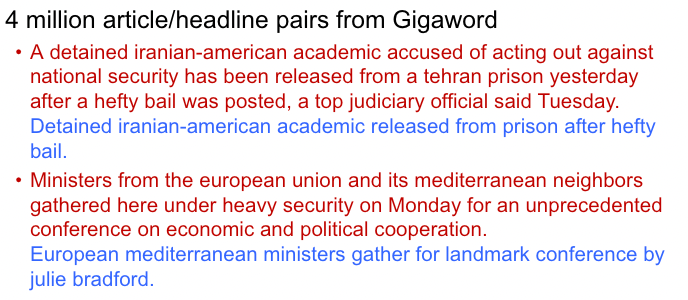 4 million article/headline pairs from Gigaword
• A detained iranian-american academic accused of acting out against
national security has been released from a tehran prison yesterday
after a hefty bail was posted, a top judiciary official said Tuesday.
Detained iranian-american academic released from prison after hefty
bail.
• Ministers from the european union and its mediterranean neighbors
gathered here under heavy security on Monday for an unprecedented
conference on economic and political cooperation.
European mediterranean ministers gather for landmark conference by
julie bradford.